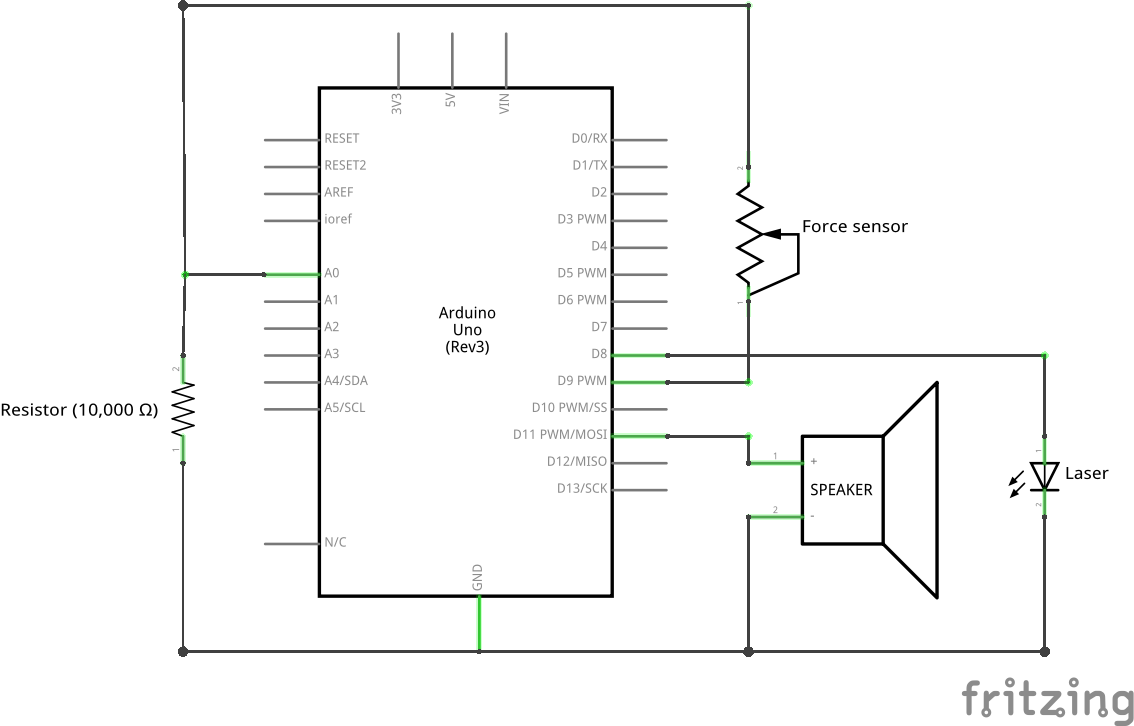 3V3 5V VIN
RESET D0/RX
RESET2 D1/TX
AREF D2
ioref D3 PWM
D4
A0 D5 PWM
A1 D6 PWM
A2 D7
A3 D8
A4/SDA D9 PWM
A5/SCL D10 PWM/SS
D11 PWM/MOSI
D12/MISO
D13/SCK
N/C
GND
Arduino
Uno
(Rev3)
2
Force sensor
1
2
Resistor (10,000 Ω)
1
1 +
SPEAKER
2 -
1
Laser
2
fritzing